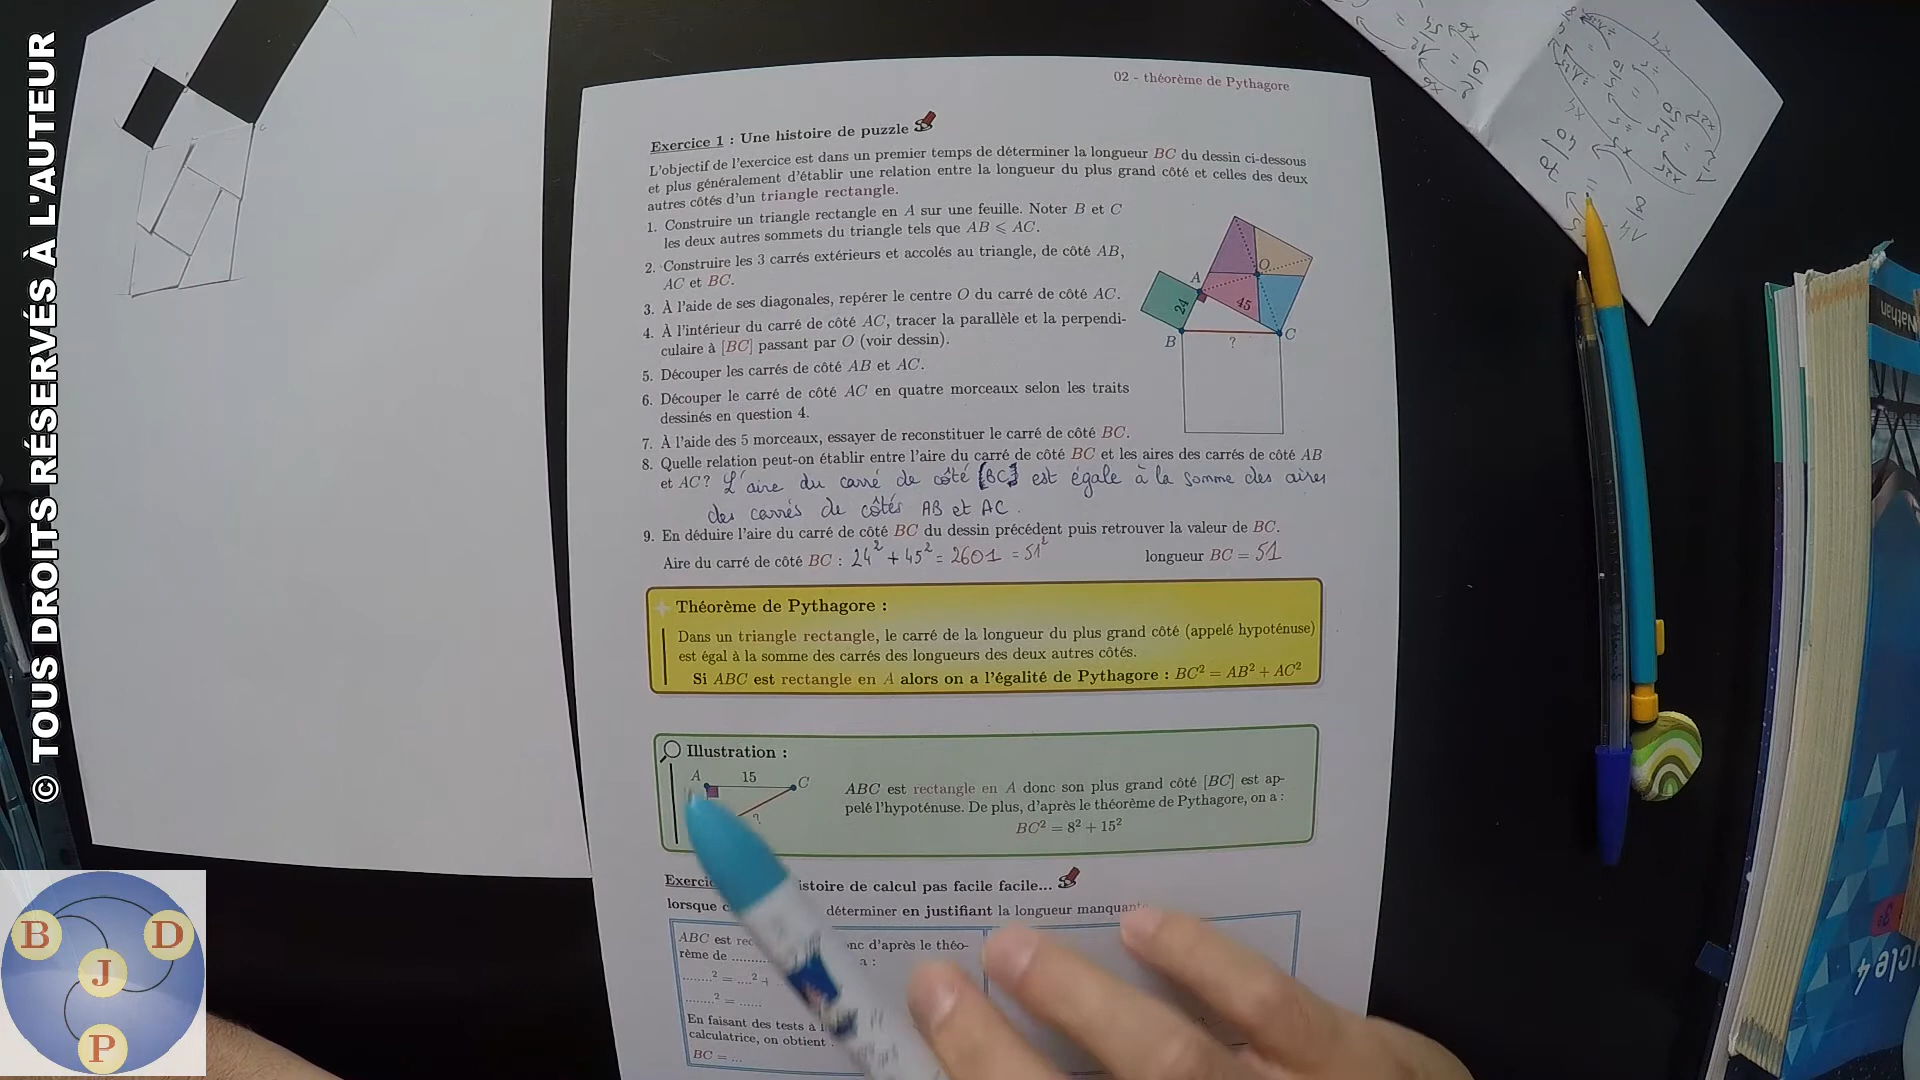 © TOUS DROITS RÉSERVÉS À L'AUTEUR
02 - théorème de Pythagore
Exercice 1 : Une histoire de puzzle
L'objectif de l'exercice est dans un premier temps de déterminer la longueur BC du dessin ci-dessous
et plus généralement d'établir une relation entre la longueur du plus grand côté et celles des deux
autres côtés d'un triangle rectangle.
1. Construire un triangle rectangle en A sur une feuille. Noter B et C
les deux autres sommets du triangle tels que AB ⩽ AC.
2. Construire les 3 carrés extérieurs et accolés au triangle, de côté AB,
AC et BC.
3. À l'aide de ses diagonales, repérer le centre O du carré de côté AC.
4. À l'intérieur du carré de côté AC, tracer la parallèle et la perpendi-
culaire à [BC] passant par O (voir dessin).
5. Découper les carrés de côté AB et AC.
6. Découper le carré de côté AC en quatre morceaux selon les traits
dessinés en question 4.
7. À l'aide des 5 morceaux, essayer de reconstituer le carré de côté BC.
A
O
24
45
B
?
C
8. Quelle relation peut-on établir entre l'aire du carré de côté BC et les aires des carrés de côté AB
et AC ? L'aire du carré de côté [BC] est égale à la somme des aires
des carrés de côtés AB et AC.
9. En déduire l'aire du carré de côté BC du dessin précédent puis retrouver la valeur de BC.
Aire du carré de côté BC : 24² + 45² = 2601 = 51² longueur BC = 51
Théorème de Pythagore :
Dans un triangle rectangle, le carré de la longueur du plus grand côté (appelé hypoténuse)
est égal à la somme des carrés des longueurs des deux autres côtés.
Si ABC est rectangle en A alors on a l'égalité de Pythagore : BC² = AB² + AC²
Illustration :
A 15 C
?
ABC est rectangle en A donc son plus grand côté [BC] est ap-
pelé l'hypoténuse. De plus, d'après le théorème de Pythagore, on a :
BC² = 8² + 15²
istoire de calcul pas facile facile...
lorsque
déterminer en justifiant la longueur
ABC est
onc d'après le théo-
rème de ..........
a :
........² = ....² +
........² = ......
En faisant des tests à
calculatrice, on obtient
BC = ...
Nathan
cycle 4
B D
J
P